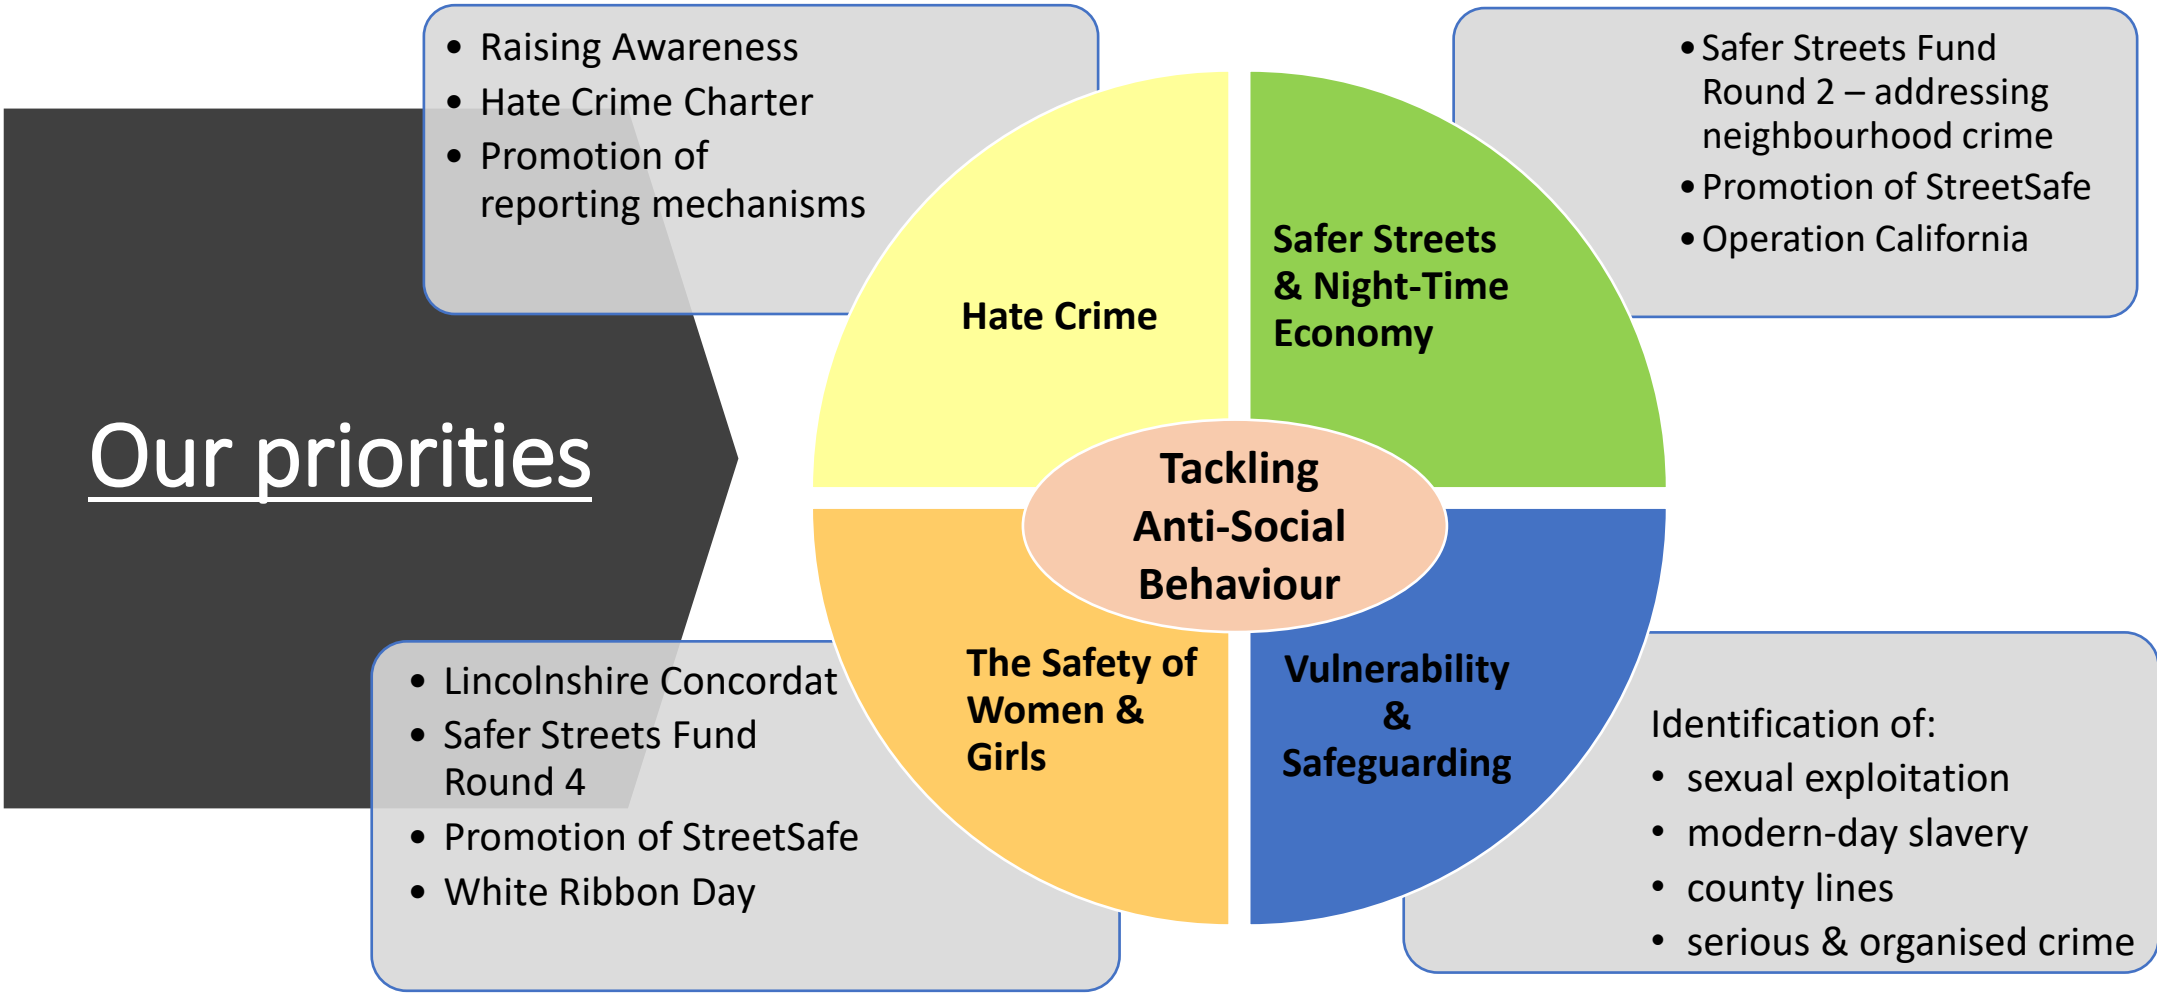 Our priorities
• Raising Awareness
• Hate Crime Charter
• Promotion of
reporting mechanisms
Hate Crime
• Safer Streets Fund
Round 2 – addressing
neighbourhood crime
• Promotion of StreetSafe
• Operation California
Safer Streets
& Night-Time
Economy
Tackling
Anti-Social
Behaviour
• Lincolnshire Concordat
• Safer Streets Fund
Round 4
• Promotion of StreetSafe
• White Ribbon Day
The Safety of
Women &
Girls
Vulnerability
&
Safeguarding
Identification of:
• sexual exploitation
• modern-day slavery
• county lines
• serious & organised crime